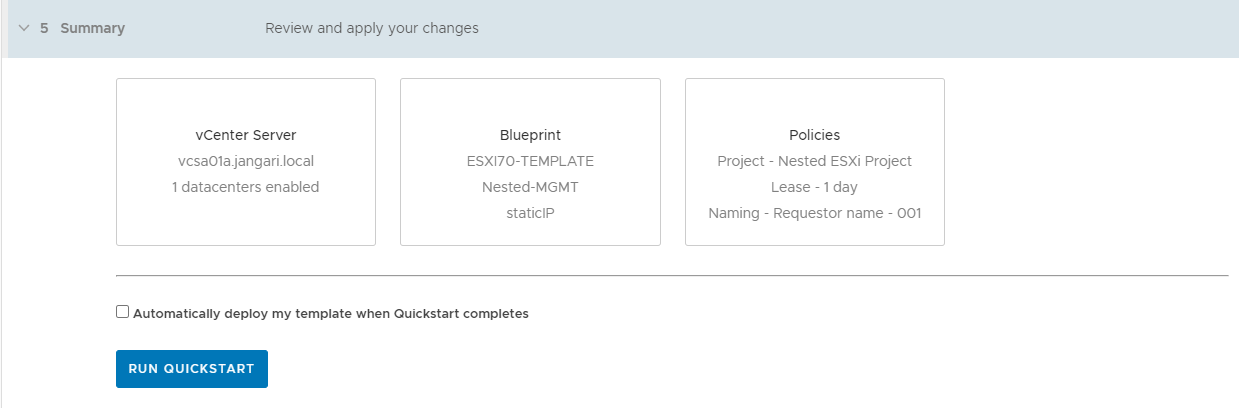 5 Summary Review and apply your changes
vCenter Server
vcsa01a.jangari.local
1 datacenters enabled
Blueprint
ESXI70-TEMPLATE
Nested-MGMT
staticIP
Policies
Project - Nested ESXi Project
Lease - 1 day
Naming - Requestor name - 001
Automatically deploy my template when Quickstart completes
RUN QUICKSTART